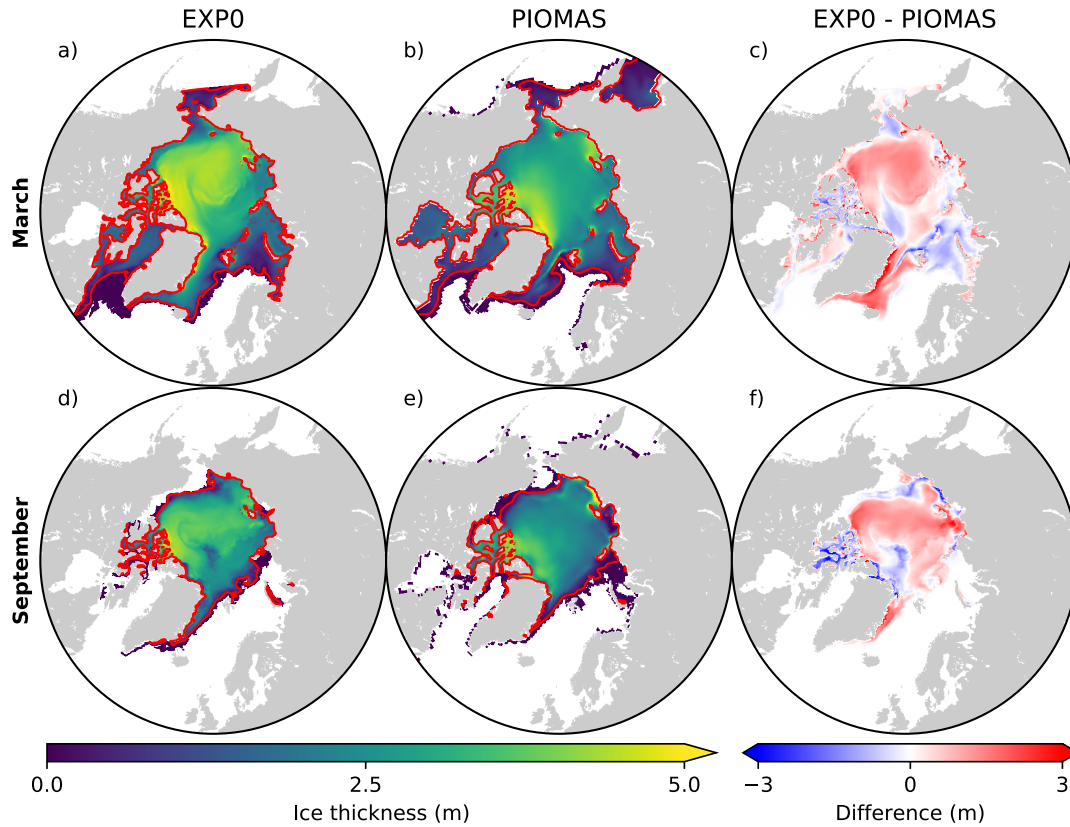 EXP0
PIOMAS
EXP0 - PIOMAS
a)
b)
c)
March
d)
e)
f)
September
0.0
2.5
5.0
Ice thickness (m)
−3
0
3
Difference (m)